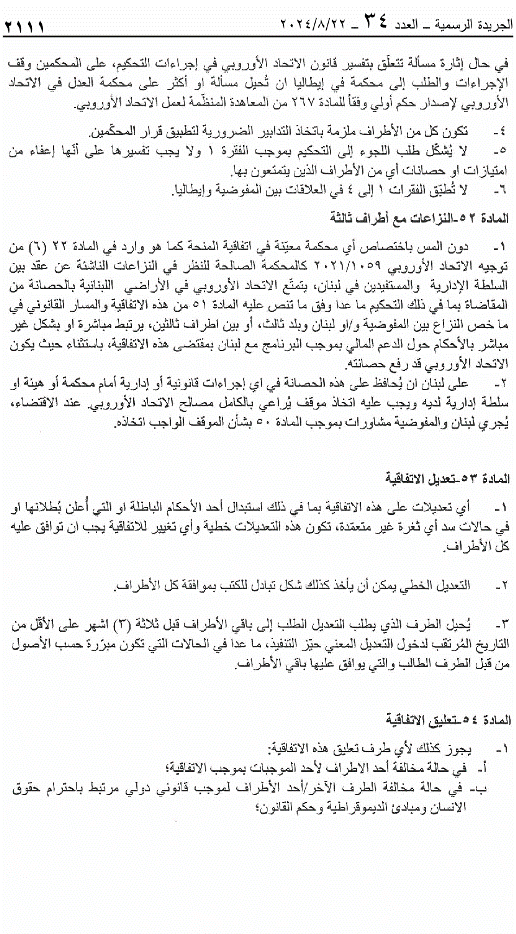 الجريدة الرسمية ــ العدد ٣٤ ــ ٢٠٢٤/٨/٢٢
٢١١١
في حال إثارة مسألة تتعلّق بتفسير قانون الاتحاد الأوروبي في إجراءات التحكيم، على المحكمين وقف
الإجراءات والطلب إلى محكمة في إيطاليا ان تُحيل مسألة او أكثر على محكمة العدل في الاتحاد
الأوروبي لإصدار حكم أولي وفقاً للمادة ٢٦٧ من المعاهدة المنظّمة لعمل الاتحاد الأوروبي.
٤- تكون كل من الأطراف ملزمة باتخاذ التدابير الضرورية لتطبيق قرار المحكّمين.
٥- لا يُشكّل طلب اللجوء إلى التحكيم بموجب الفقرة ١ ولا يجب تفسيرها على أنّها إعفاء من
امتيازات او حصانات أي من الأطراف الذين يتمتعون بها.
٦- لا تُطبّق الفقرات ١ إلى ٤ في العلاقات بين المفوضية وإيطاليا.
المادة ٥٢-النزاعات مع أطراف ثالثة
١- دون المس باختصاص أي محكمة معيّنة في اتفاقية المنحة كما هو وارد في المادة ٢٢ (٦) من
توجيه الاتحاد الأوروبي ٢٠٢١/١٠٥٩ كالمحكمة الصالحة للنظر في النزاعات الناشئة عن عقد بين
السلطة الإدارية والمستفيدين في لبنان، يتمتّع الاتحاد الأوروبي في الأراضي اللبنانية بالحصانة من
المقاضاة بما في ذلك التحكيم ما عدا وفق ما تنص عليه المادة ٥١ من هذه الاتفاقية والمسار القانوني في
ما خص النزاع بين المفوضية و/او لبنان وبلد ثالث، أو بين اطراف ثالثين، يرتبط مباشرة او بشكل غير
مباشر بالأحكام حول الدعم المالي بموجب البرنامج مع لبنان بمقتضى هذه الاتفاقية، باستثناء حيث يكون
الاتحاد الأوروبي قد رفع حصانته.
٢- على لبنان ان يُحافظ على هذه الحصانة في اي إجراءات قانونية أو إدارية أمام محكمة أو هيئة او
سلطة إدارية لديه ويجب عليه اتخاذ موقف يُراعي بالكامل مصالح الاتحاد الأوروبي. عند الاقتضاء،
يُجري لبنان والمفوضية مشاورات بموجب المادة ٥٠ بشأن الموقف الواجب اتخاذه.
المادة ٥٣-تعديل الاتفاقية
١- أي تعديلات على هذه الاتفاقية بما في ذلك استبدال أحد الأحكام الباطلة او التي أُعلن بُطلانها او
في حالات سد أي ثغرة غير متعمّدة، تكون هذه التعديلات خطية وأي تغيير للاتفاقية يجب ان توافق عليه
كل الأطراف.
٢- التعديل الخطي يمكن أن يأخذ كذلك شكل تبادل للكتب بموافقة كل الأطراف.
٣- يُحيل الطرف الذي يطلب التعديل الطلب إلى باقي الأطراف قبل ثلاثة (٣) اشهر على الأقل من
التاريخ المُرتقب لدخول التعديل المعني حيّز التنفيذ، ما عدا في الحالات التي تكون مبرّرة حسب الأصول
من قبل الطرف الطالب والتي يوافق عليها باقي الأطراف.
المادة ٥٤-تعليق الاتفاقية
١- يجوز كذلك لأي طرف تعليق هذه الاتفاقية:
أ- في حالة مخالفة أحد الاطراف لأحد الموجبات بموجب الاتفاقية؛
ب- في حالة مخالفة الطرف الآخر/أحد الأطراف لموجب قانوني دولي مرتبط باحترام حقوق
الانسان ومبادئ الديموقراطية وحكم القانون؛